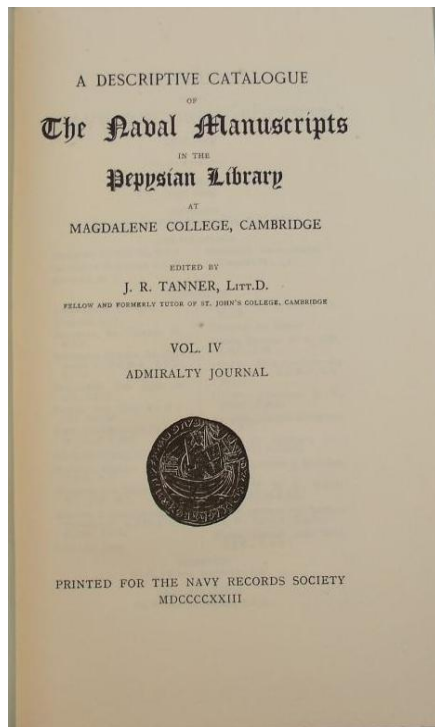 A DESCRIPTIVE CATALOGUE
OF
The Naval Manuscripts
IN THE
Pepysian Library
AT
MAGDALENE COLLEGE, CAMBRIDGE
EDITED BY
J. R. TANNER, LITT.D.
FELLOW AND FORMERLY TUTOR OF ST. JOHN'S COLLEGE, CAMBRIDGE
VOL. IV
ADMIRALTY JOURNAL
PRINTED FOR THE NAVY RECORDS SOCIETY
MDCCCCXXIII